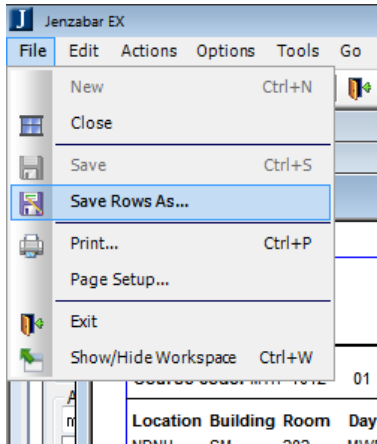 Jenzabar EX
File Edit Actions Options Tools Go
New Ctrl+N
Close
Save Ctrl+S
Save Rows As...
Print... Ctrl+P
Page Setup...
Exit
Show/Hide Workspace Ctrl+W
01
Location Building Room Day